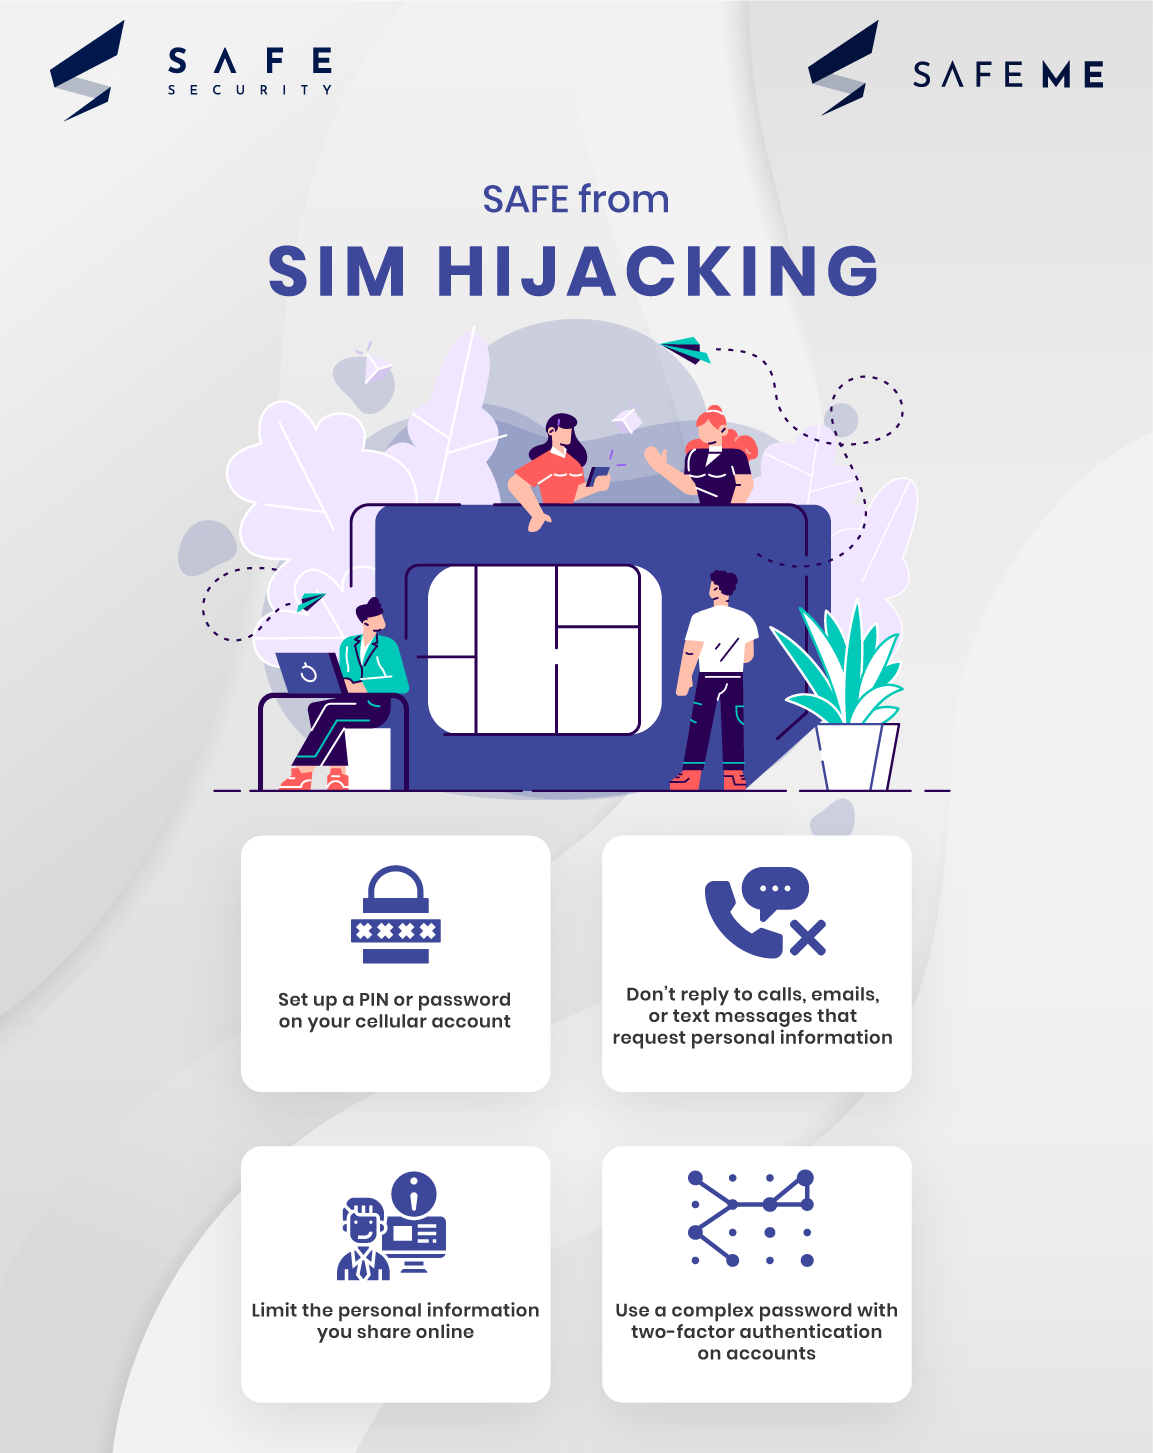 SAFE
SECURITY
SAFE ME
SAFE from
SIM HIJACKING
Set up a PIN or password
on your cellular account
Don’t reply to calls, emails,
or text messages that
request personal information
Limit the personal information
you share online
Use a complex password with
two-factor authentication
on accounts